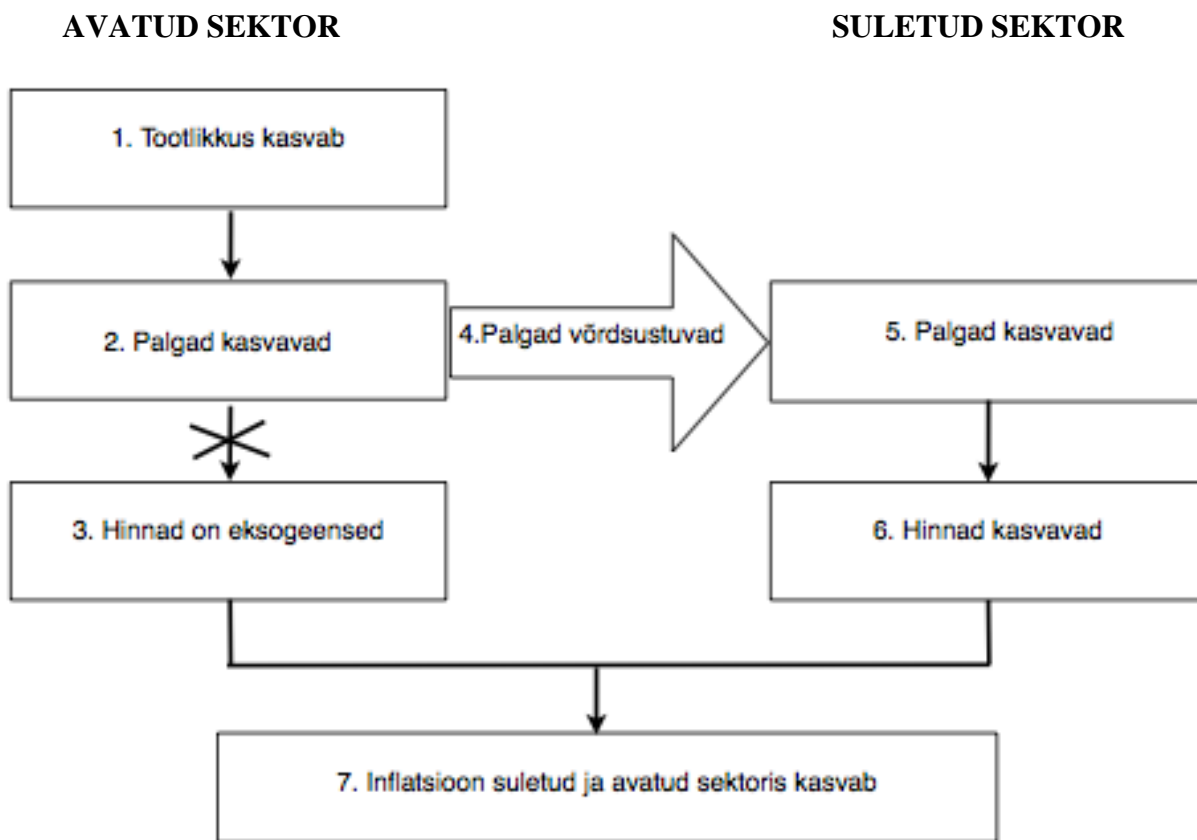 AVATUD SEKTOR
SULETUD SEKTOR
1. Tootlikkus kasvab
2. Palgad kasvavad
4.Palgad võrdsustuvad
5. Palgad kasvavad
3. Hinnad on eksogeensed
6. Hinnad kasvavad
7. Inflatsioon suletud ja avatud sektoris kasvab